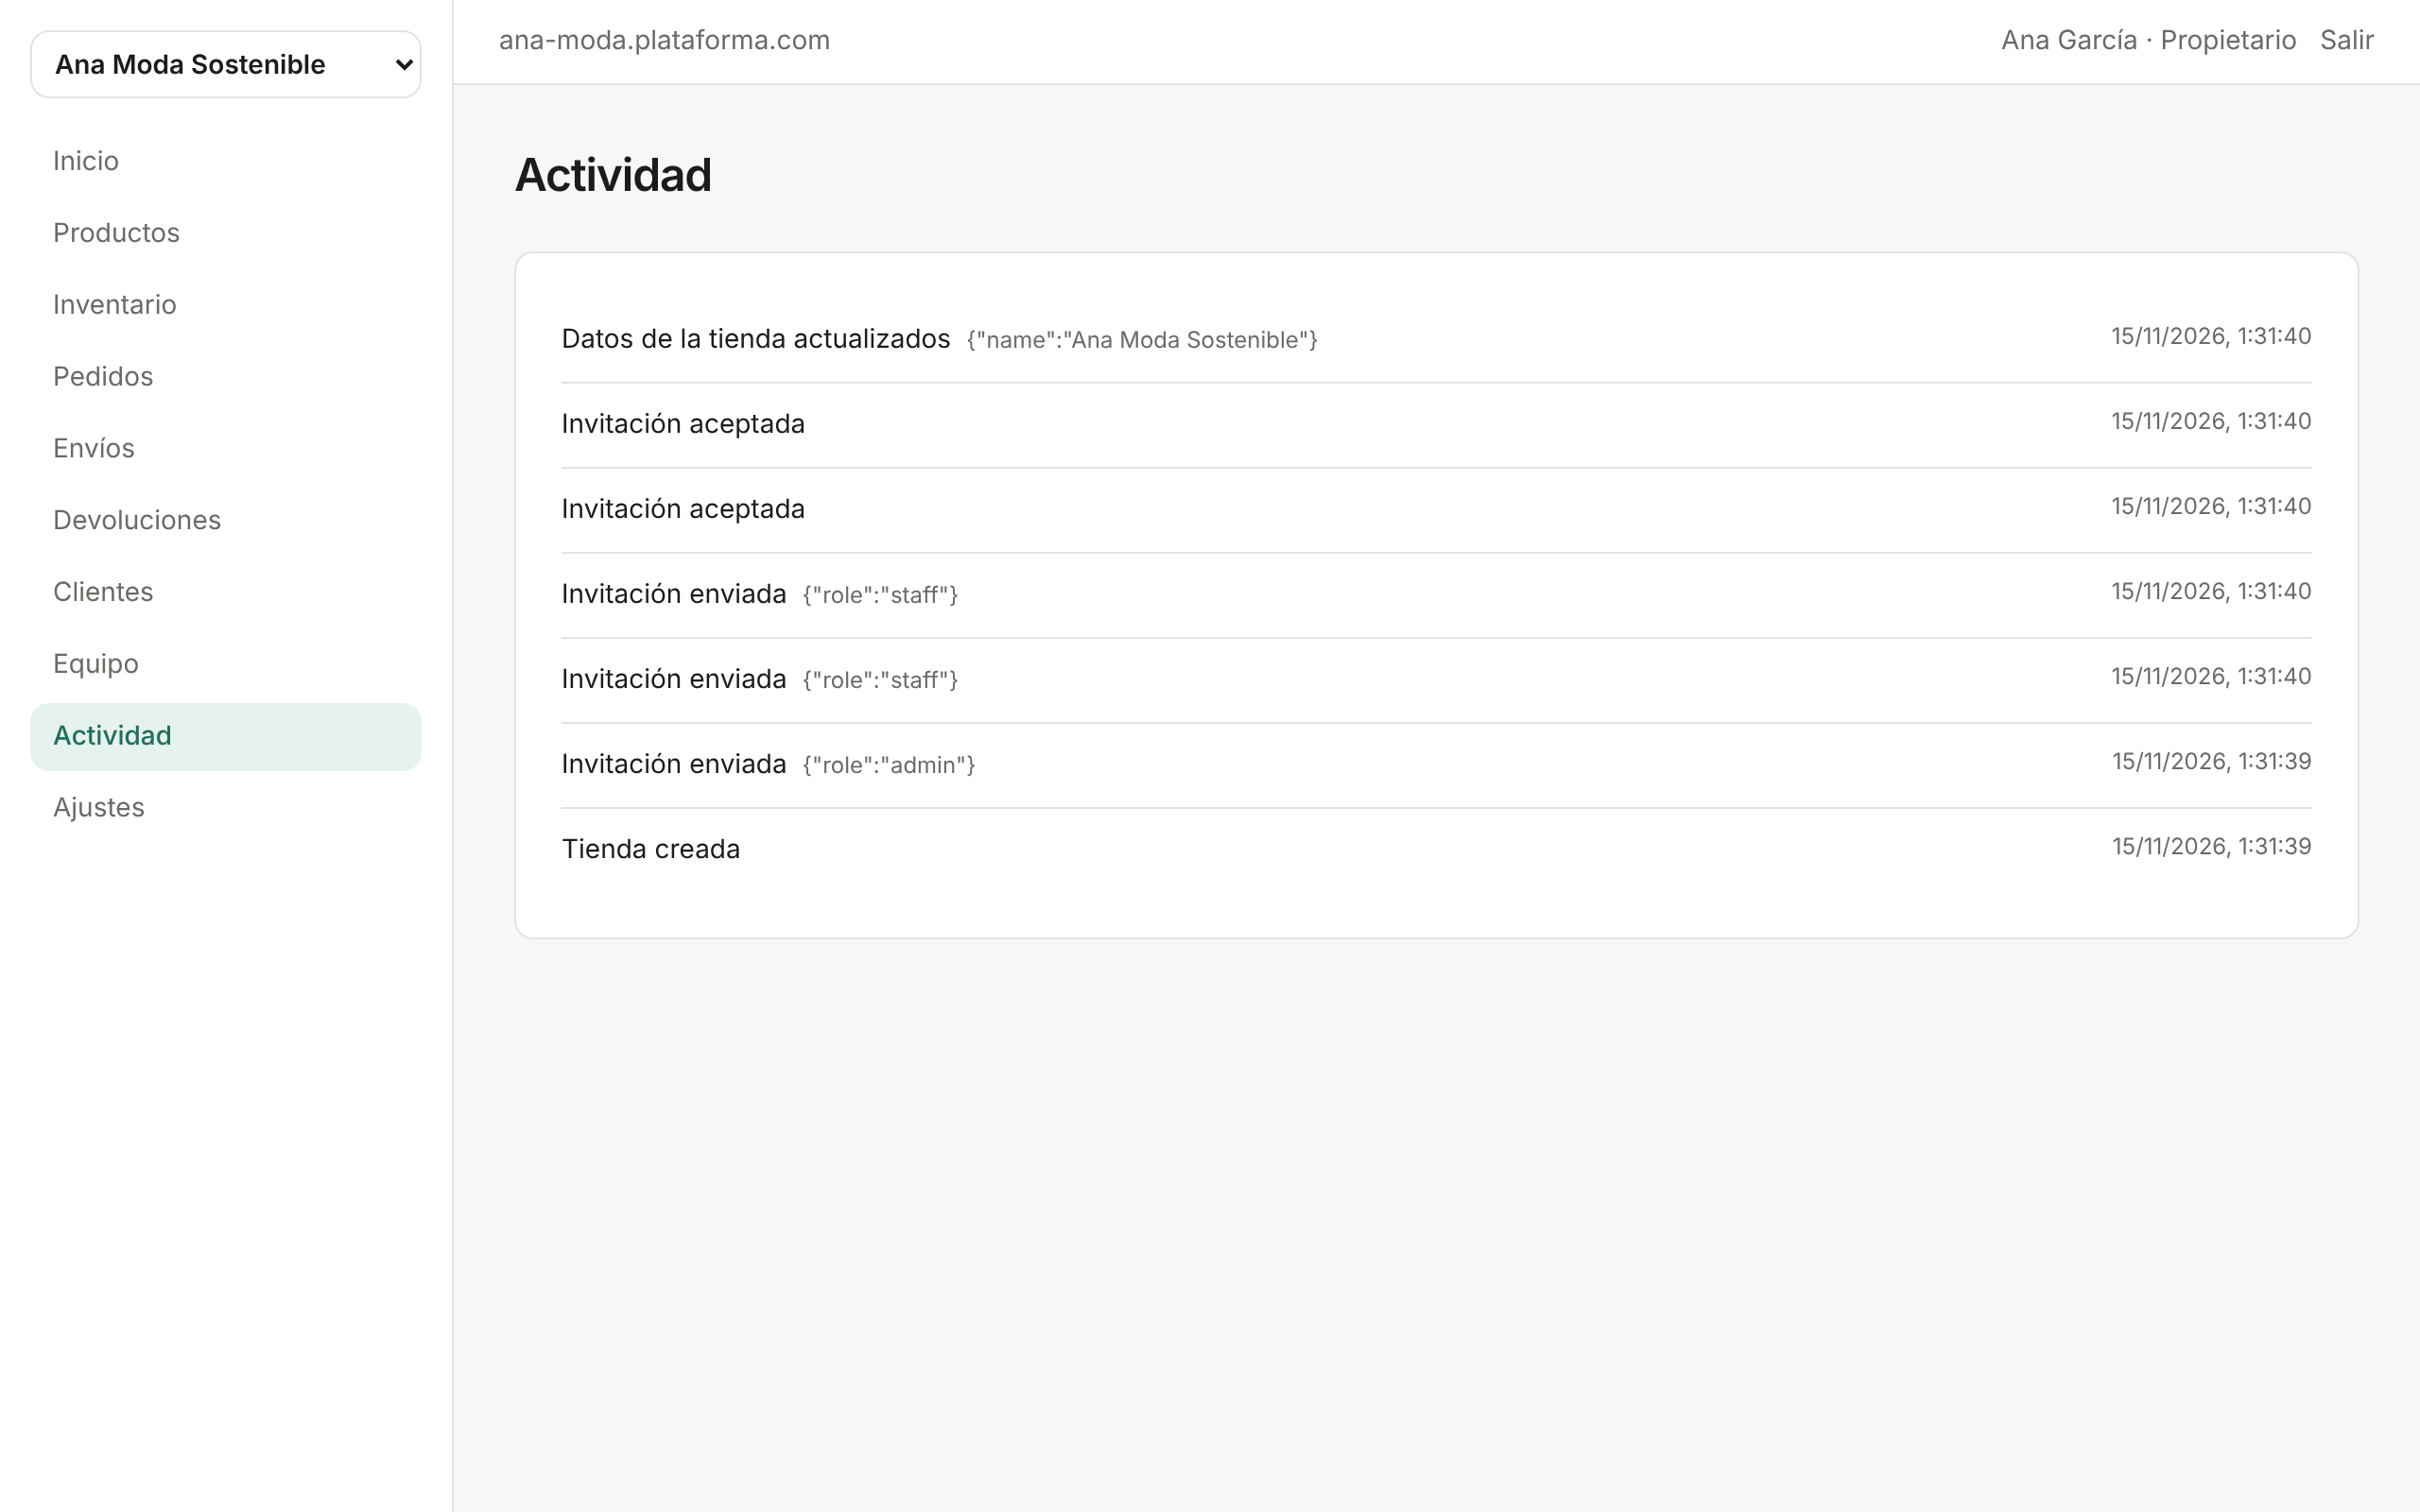 Ana Moda Sostenible
ana-moda.plataforma.com
Ana García · Propietario Salir
Inicio
Productos
Inventario
Pedidos
Envíos
Devoluciones
Clientes
Equipo
Actividad
Ajustes
Actividad
Datos de la tienda actualizados {"name":"Ana Moda Sostenible"} 15/11/2026, 1:31:40
Invitación aceptada 15/11/2026, 1:31:40
Invitación aceptada 15/11/2026, 1:31:40
Invitación enviada {"role":"staff"} 15/11/2026, 1:31:40
Invitación enviada {"role":"staff"} 15/11/2026, 1:31:40
Invitación enviada {"role":"admin"} 15/11/2026, 1:31:39
Tienda creada 15/11/2026, 1:31:39